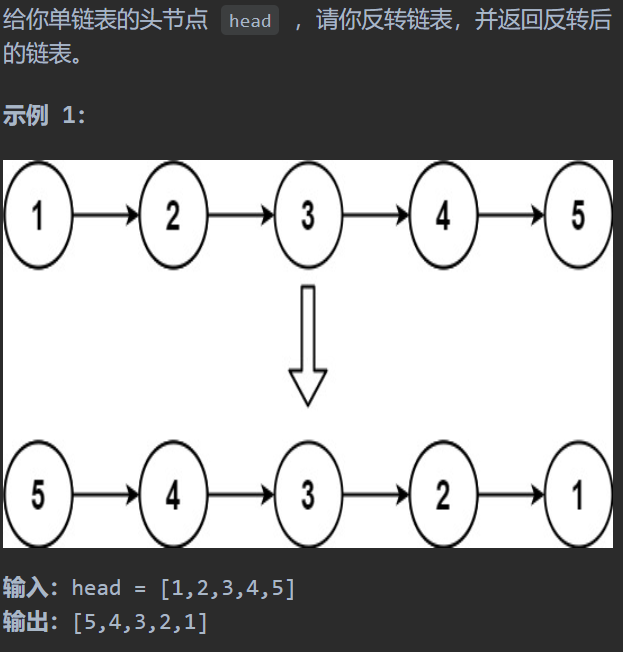 给你单链表的头节点 head ，请你反转链表，并返回反转后
的链表。
示例 1：
1 2 3 4 5
5 4 3 2 1
输入：head = [1,2,3,4,5]
输出：[5,4,3,2,1]